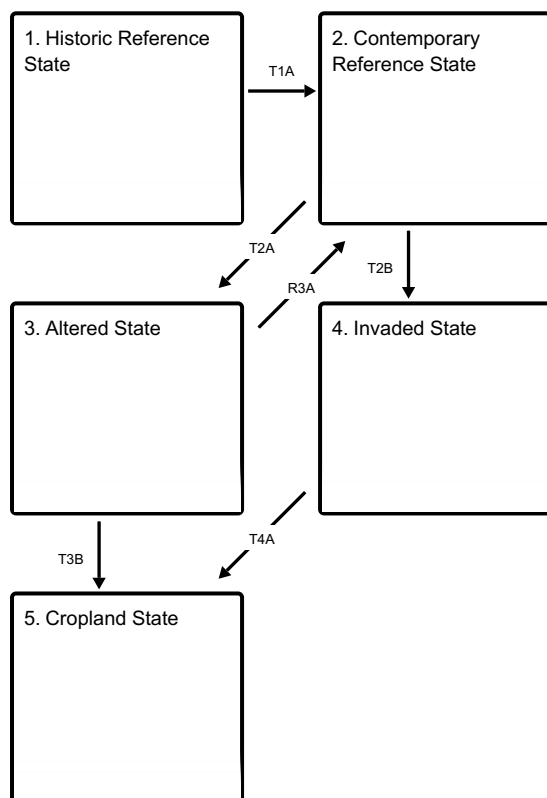 1. Historic Reference
State
2. Contemporary
Reference State
T1A
T2A
R3A
T2B
3. Altered State
4. Invaded State
T3B
T4A
5. Cropland State